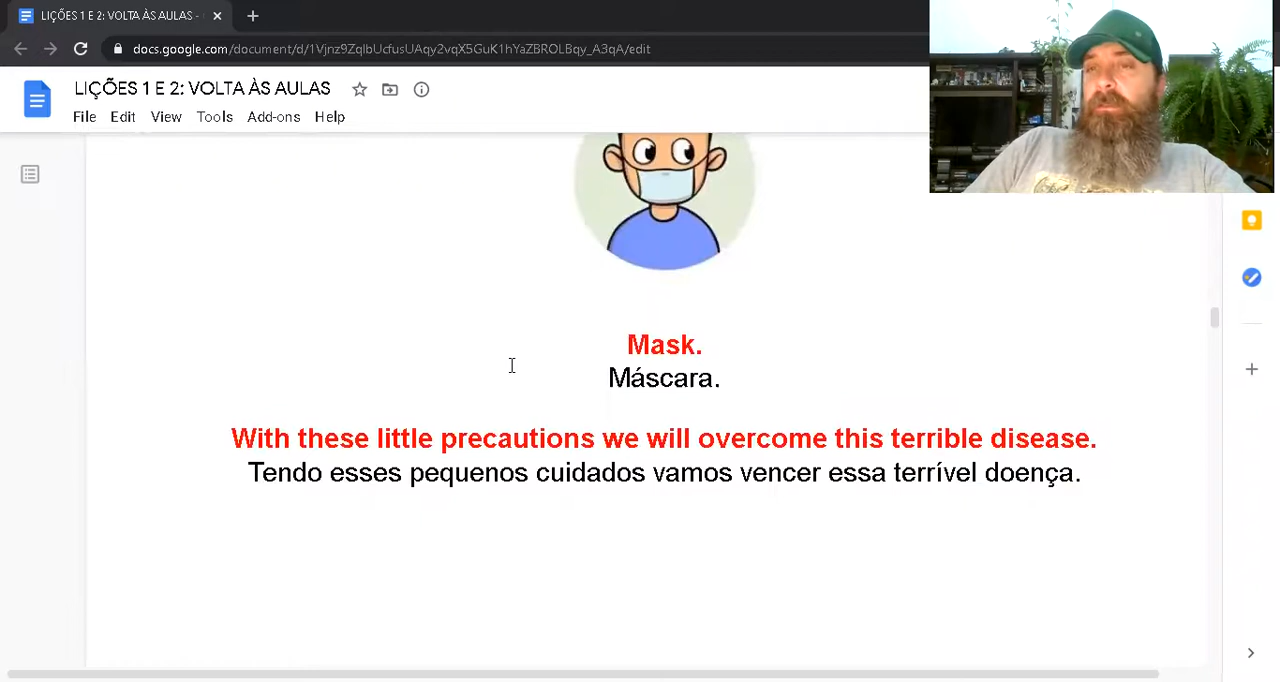 LIÇÕES 1 E 2: VOLTA ÀS AULAS -
docs.google.com/document/d/1Vjnz9ZqlbUcfusUAqy2vqX5GuK1hYaZBROLBqy_A3qA/edit
LIÇÕES 1 E 2: VOLTA ÀS AULAS
File Edit View Tools Add-ons Help
Mask.
Máscara.
With these little precautions we will overcome this terrible disease.
Tendo esses pequenos cuidados vamos vencer essa terrível doença.